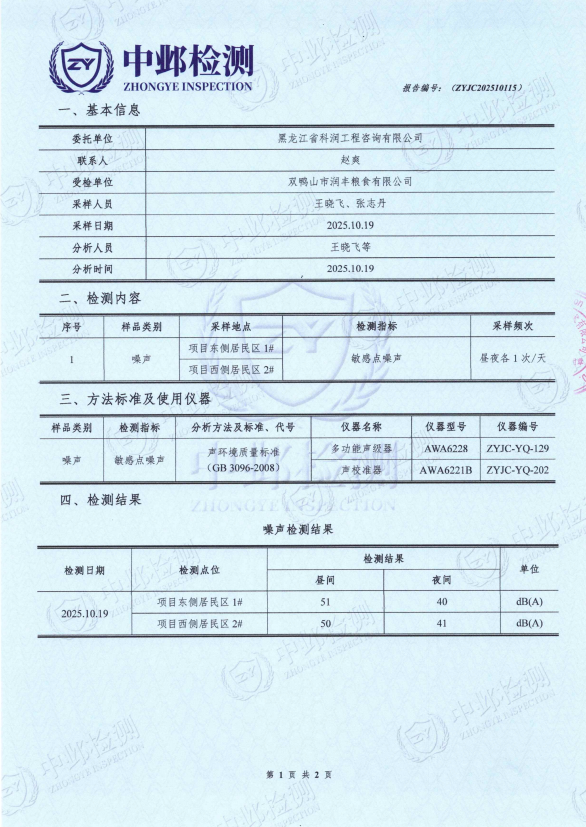 中邺检测
ZHONGYE INSPECTION
报告编号：（ZYJC202510115）
一、基本信息
委托单位 黑龙江省科润工程咨询有限公司
联系人 赵爽
受检单位 双鸭山市润丰粮食有限公司
采样人员 王晓飞、张志丹
采样日期 2025.10.19
分析人员 王晓飞等
分析时间 2025.10.19
二、检测内容
序号 样品类别 采样地点 检测指标 采样频次
1 噪声 项目东侧居民区 1# 敏感点噪声 昼夜各 1 次/天
项目西侧居民区 2#
三、方法标准及使用仪器
样品类别 检测指标 分析方法及标准、代号 仪器名称 仪器型号 仪器编号
噪声 敏感点噪声 声环境质量标准 多功能声级器 AWA6228 ZYJC-YQ-129
（GB 3096-2008） 声校准器 AWA6221B ZYJC-YQ-202
四、检测结果
噪声检测结果
检测日期 检测点位 检测结果 单位
昼间 夜间
2025.10.19 项目东侧居民区 1# 51 40 dB(A)
项目西侧居民区 2# 50 41 dB(A)
第 1 页 共 2 页